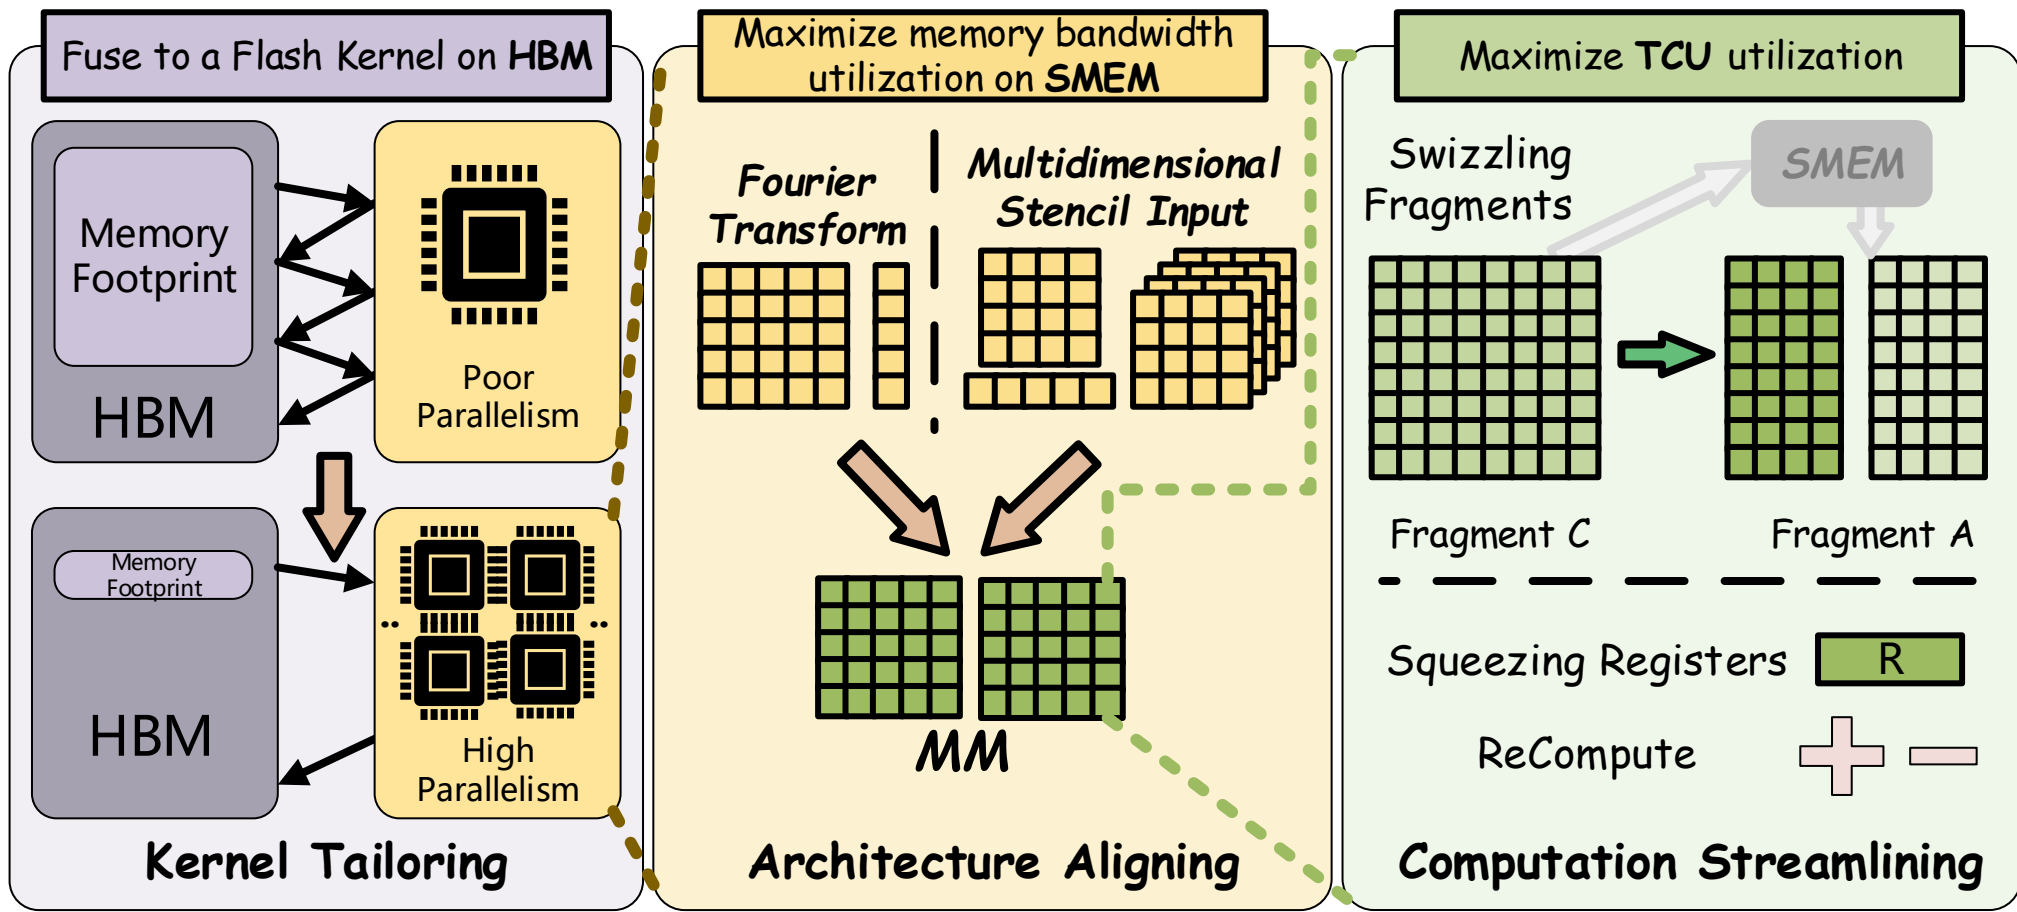 Fuse to a Flash Kernel on HBM
Memory
Footprint
HBM
Poor
Parallelism
Memory
Footprint
HBM
High
Parallelism
Kernel Tailoring
Maximize memory bandwidth
utilization on SMEM
Fourier
Transform
Multidimensional
Stencil Input
MM
Architecture Aligning
Maximize TCU utilization
Swizzling
Fragments
SMEM
Fragment C
Fragment A
Squeezing Registers
R
ReCompute
Computation Streamlining